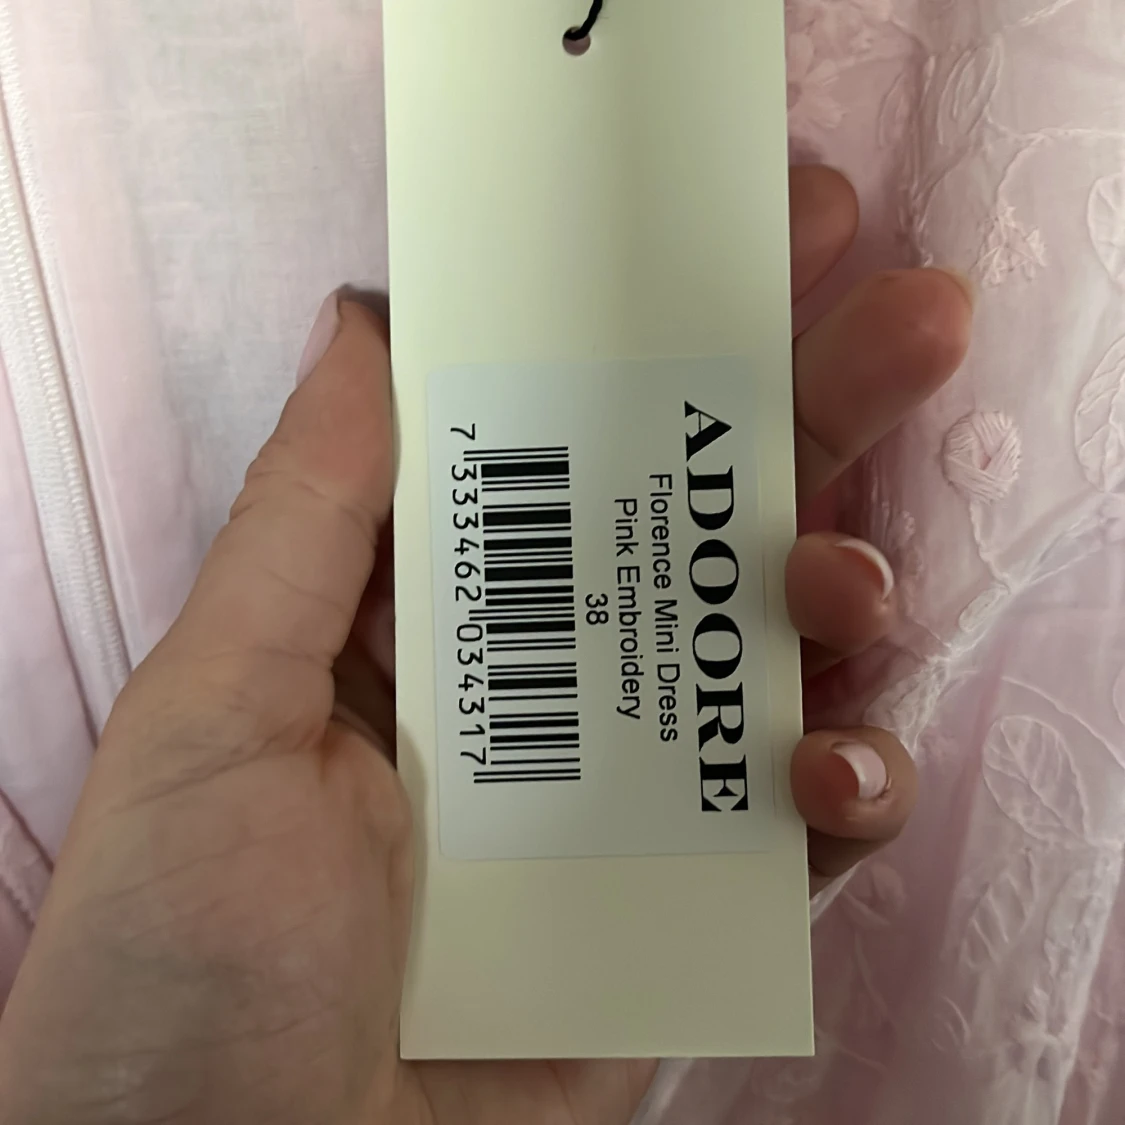 ADOORE
Florence Mini Dress
Pink Embroidery
38
7 333462 034317